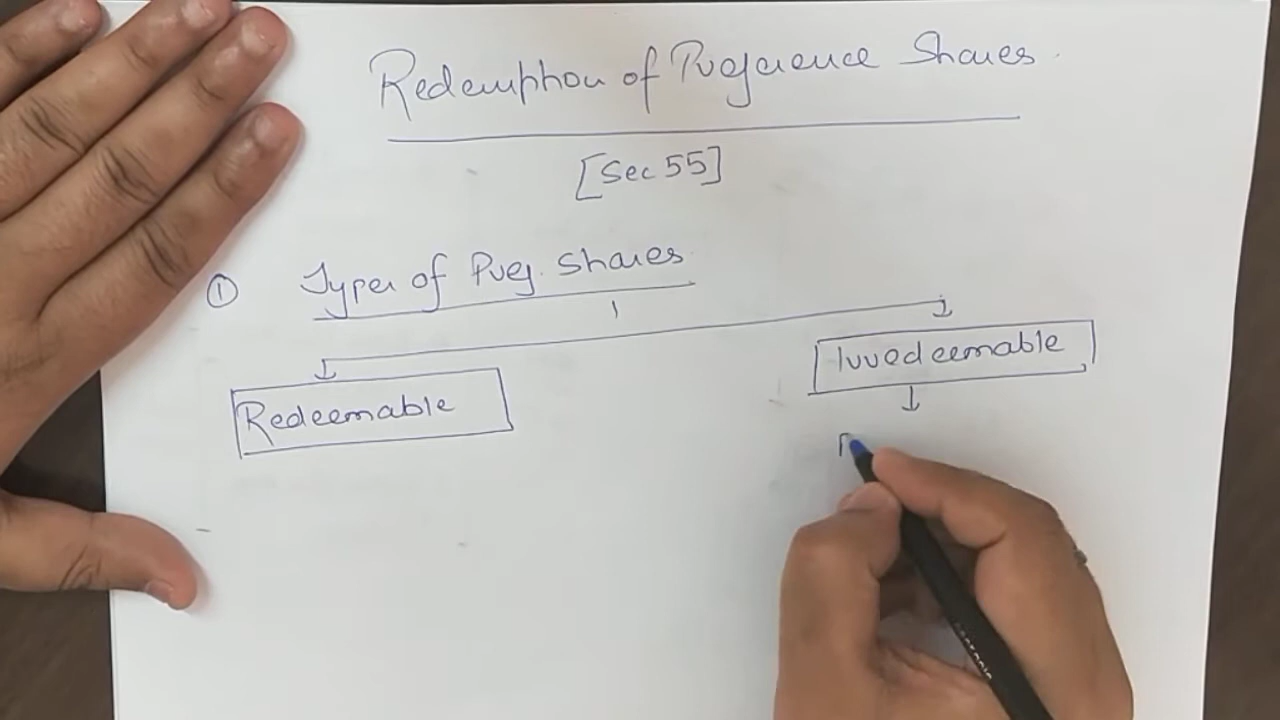 Redemption of Preference Shares
[Sec 55]
① Types of Pref. Shares
Redeemable
Irredeemable